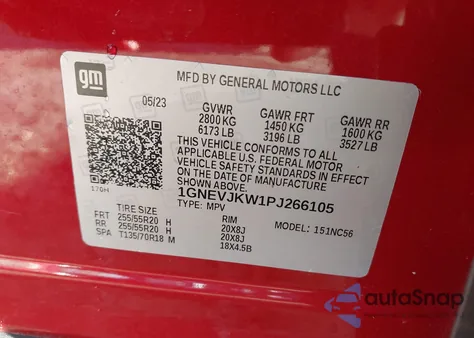 gm
MFD BY GENERAL MOTORS LLC
05/23
GVWR GAWR FRT GAWR RR
2800 KG 1450 KG 1600 KG
6173 LB 3196 LB 3527 LB
THIS VEHICLE CONFORMS TO ALL
APPLICABLE U.S. FEDERAL MOTOR
VEHICLE SAFETY STANDARDS IN EFFECT
ON THE DATE OF MANUFACTURE SHOWN ABOVE.
1GNEVJKW1PJ266105
TYPE: MPV MODEL: 151NC56
TIRE SIZE RIM
FRT 255/55R20 H 20X8J
RR 255/55R20 H 20X8J
SPA T135/70R18 M 18X4.5B
autoSnap